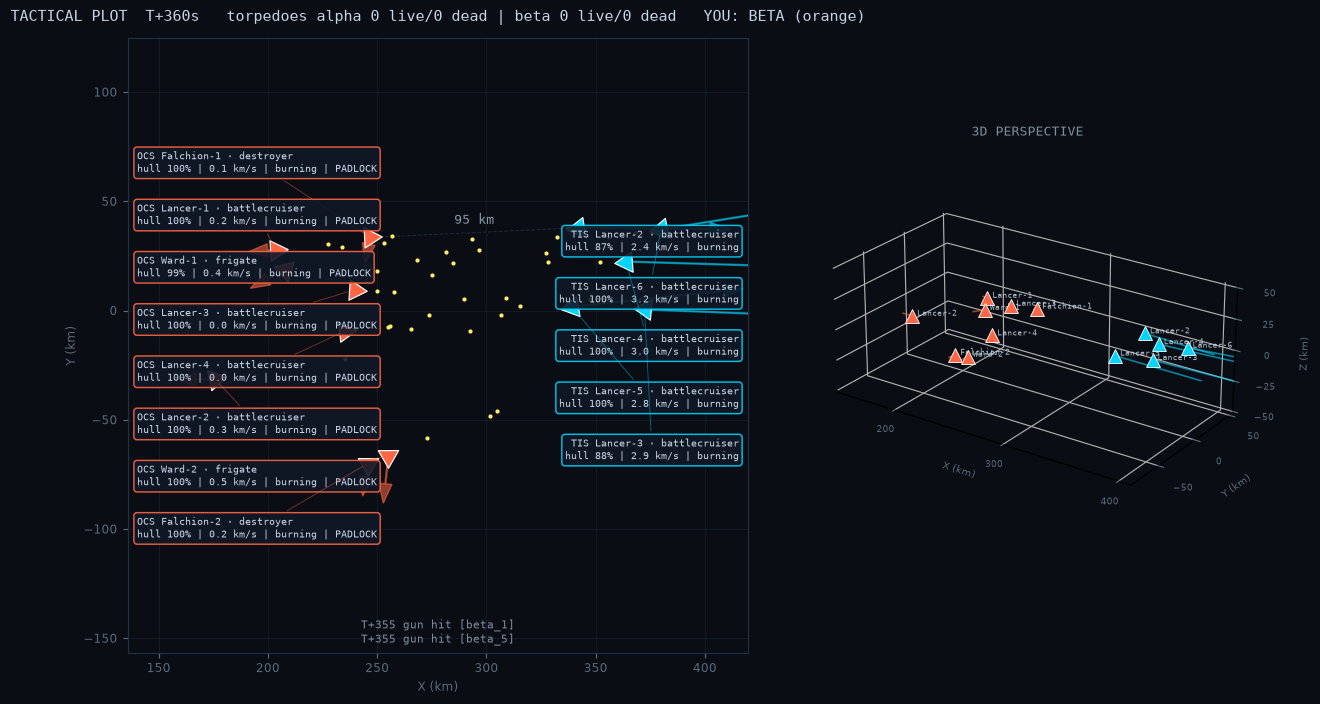 TACTICAL PLOT  T+360s   torpedoes alpha 0 live/0 dead | beta 0 live/0 dead   YOU: BETA (orange)
3D PERSPECTIVE
OCS Falchion-1 · destroyer
hull 100% | 0.1 km/s | burning | PADLOCK
OCS Lancer-1 · battlecruiser
hull 100% | 0.2 km/s | burning | PADLOCK
OCS Ward-1 · frigate
hull 99% | 0.4 km/s | burning | PADLOCK
OCS Lancer-3 · battlecruiser
hull 100% | 0.0 km/s | burning | PADLOCK
OCS Lancer-4 · battlecruiser
hull 100% | 0.0 km/s | burning | PADLOCK
OCS Lancer-2 · battlecruiser
hull 100% | 0.3 km/s | burning | PADLOCK
OCS Ward-2 · frigate
hull 100% | 0.5 km/s | burning | PADLOCK
OCS Falchion-2 · destroyer
hull 100% | 0.2 km/s | burning | PADLOCK
95 km
TIS Lancer-2 · battlecruiser
hull 87% | 2.4 km/s | burning
TIS Lancer-6 · battlecruiser
hull 100% | 3.2 km/s | burning
TIS Lancer-4 · battlecruiser
hull 100% | 3.0 km/s | burning
TIS Lancer-5 · battlecruiser
hull 100% | 2.8 km/s | burning
TIS Lancer-3 · battlecruiser
hull 88% | 2.9 km/s | burning
T+355 gun hit [beta_1]
T+355 gun hit [beta_5]
100
50
0
−50
−100
−150
Y (km)
150
200
250
300
350
400
X (km)
Lancer-1
Falchion-1
Lancer-2
Lancer-4
Lancer-2
Lancer-6
Lancer-3
200
300
400
X (km)
−50
0
50
Y (km)
50
25
0
−25
−50
Z (km)